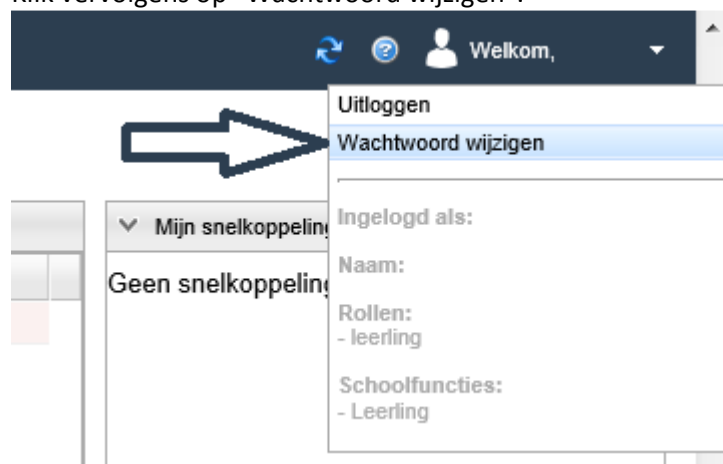 Klik vervolgens op "Wachtwoord wijzigen".
Welkom,
Uitloggen
Wachtwoord wijzigen
Mijn snelkoppeling
Geen snelkoppeling
Ingelogd als:
Naam:
Rollen:
- leerling
Schoolfuncties:
- Leerling